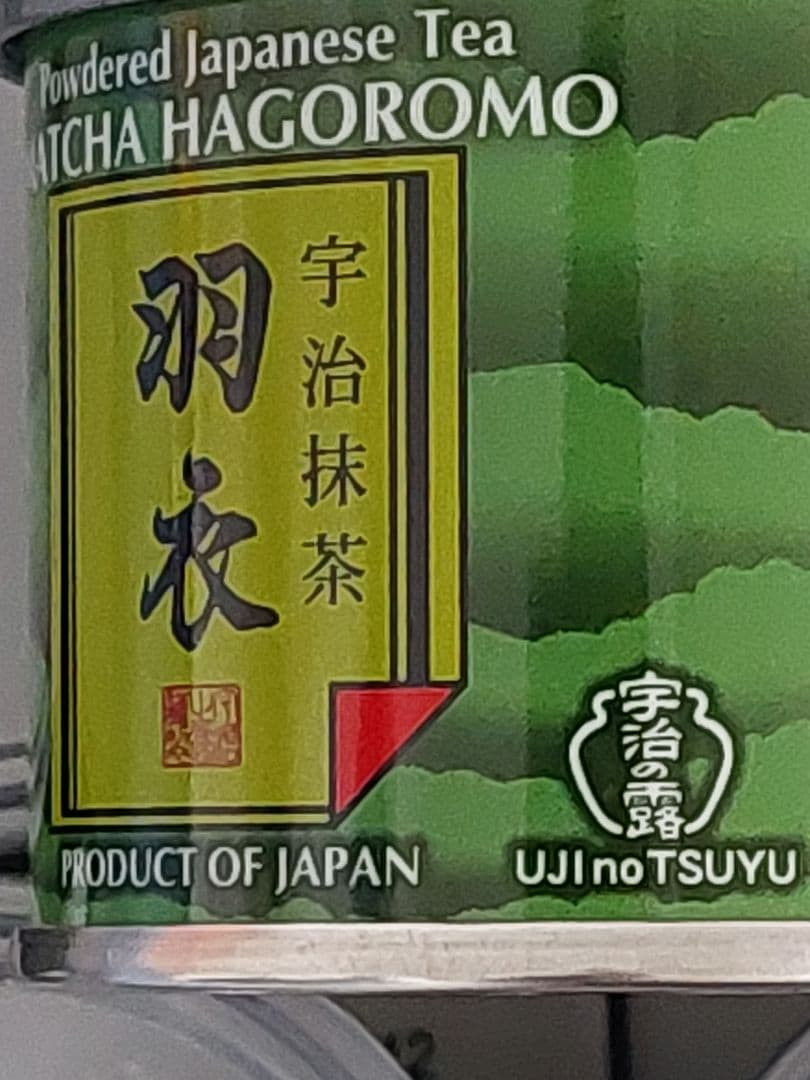 Powdered Japanese Tea
MATCHA HAGOROMO
宇治抹茶
羽衣
PRODUCT OF JAPAN
宇治の露
UJI no TSUYU